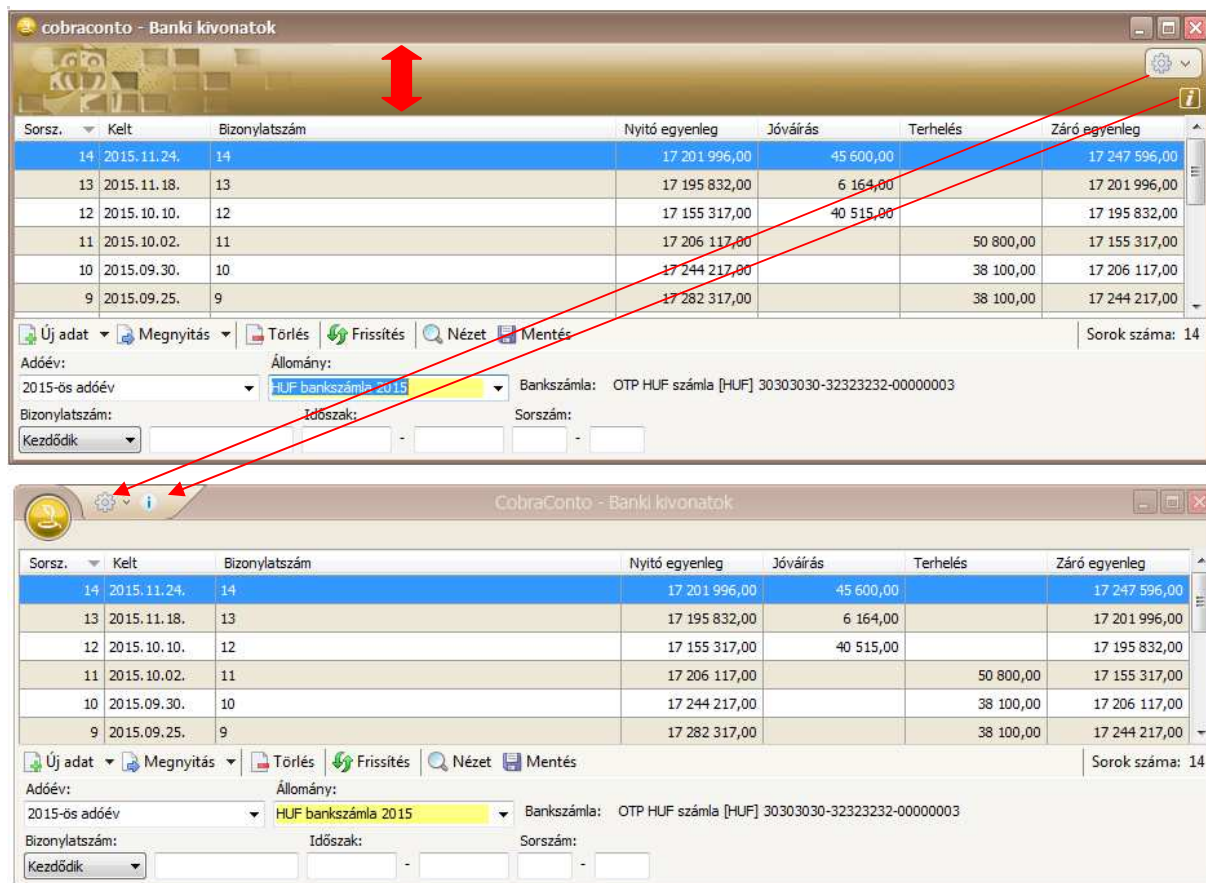 cobraconto - Banki kivonatok
Sorsz. Kelt Bizonylatszám Nyitó egyenleg Jóváírás Terhelés Záró egyenleg
14 2015.11.24. 14 17 201 996,00 45 600,00 17 247 596,00
13 2015.11.18. 13 17 195 832,00 6 164,00 17 201 996,00
12 2015.10.10. 12 17 155 317,00 40 515,00 17 195 832,00
11 2015.10.02. 11 17 206 117,00 50 800,00 17 155 317,00
10 2015.09.30. 10 17 244 217,00 38 100,00 17 206 117,00
9 2015.09.25. 9 17 282 317,00 38 100,00 17 244 217,00
Új adat Megnyitás Törlés Frissítés Nézet Mentés Sorok száma: 14
Adóév: Állomány:
2015-ös adóév HUF bankszámla 2015 Bankszámla: OTP HUF számla [HUF] 30303030-32323232-00000003
Bizonylatszám: Időszak: Sorszám:
Kezdődik - -
CobraConto - Banki kivonatok
Sorsz. Kelt Bizonylatszám Nyitó egyenleg Jóváírás Terhelés Záró egyenleg
14 2015.11.24. 14 17 201 996,00 45 600,00 17 247 596,00
13 2015.11.18. 13 17 195 832,00 6 164,00 17 201 996,00
12 2015.10.10. 12 17 155 317,00 40 515,00 17 195 832,00
11 2015.10.02. 11 17 206 117,00 50 800,00 17 155 317,00
10 2015.09.30. 10 17 244 217,00 38 100,00 17 206 117,00
9 2015.09.25. 9 17 282 317,00 38 100,00 17 244 217,00
Új adat Megnyitás Törlés Frissítés Nézet Mentés Sorok száma: 14
Adóév: Állomány:
2015-ös adóév HUF bankszámla 2015 Bankszámla: OTP HUF számla [HUF] 30303030-32323232-00000003
Bizonylatszám: Időszak: Sorszám:
Kezdődik - -